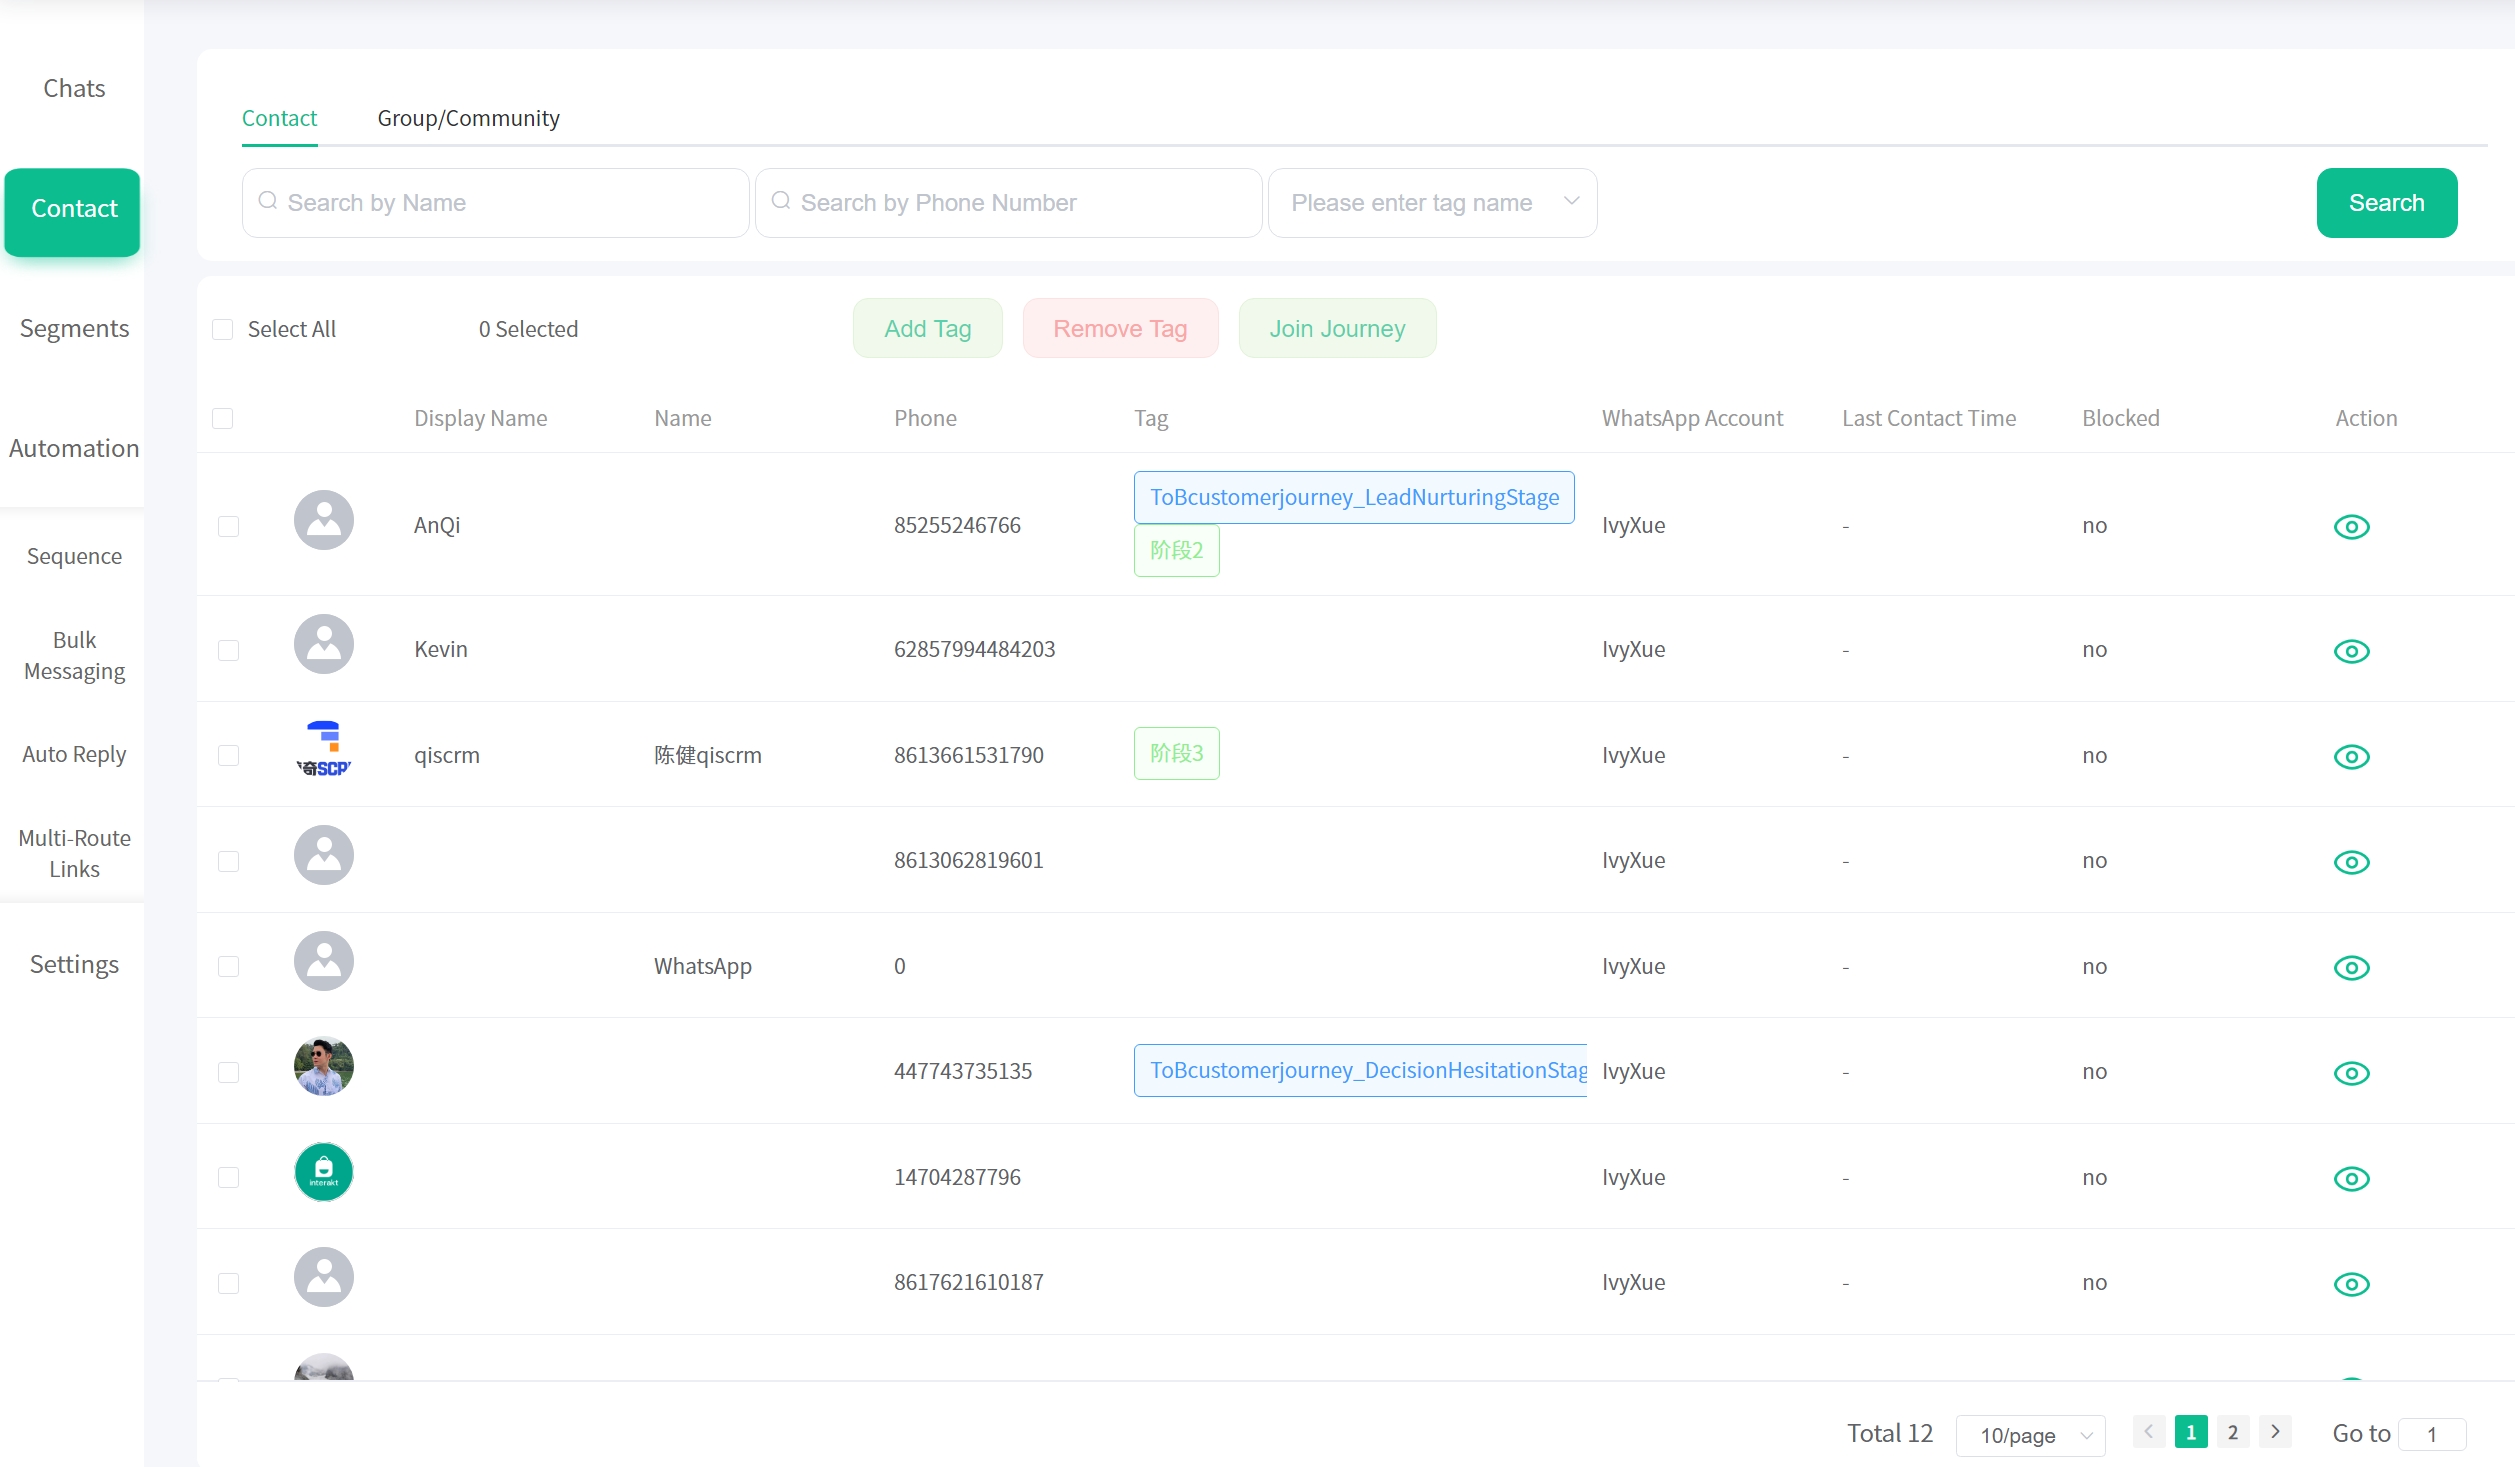 Chats
Contact
Segments
Automation
Sequence
Bulk
Messaging
Auto Reply
Multi-Route
Links
Settings
Contact Group/Community
Search by Name Search by Phone Number Please enter tag name Search
Select All 0 Selected Add Tag Remove Tag Join Journey
Display Name Name Phone Tag WhatsApp Account Last Contact Time Blocked Action
ToBcustomerjourney_LeadNurturingStage
AnQi 85255246766 IvyXue - no
阶段2
Kevin 62857994484203 IvyXue - no
qiscrm 陈健qiscrm 8613661531790 阶段3 IvyXue - no
8613062819601 IvyXue - no
WhatsApp 0 IvyXue - no
447743735135 ToBcustomerjourney_DecisionHesitationStag IvyXue - no
interakt
14704287796 IvyXue - no
8617621610187 IvyXue - no
Total 12 10/page < 1 2 > Go to 1